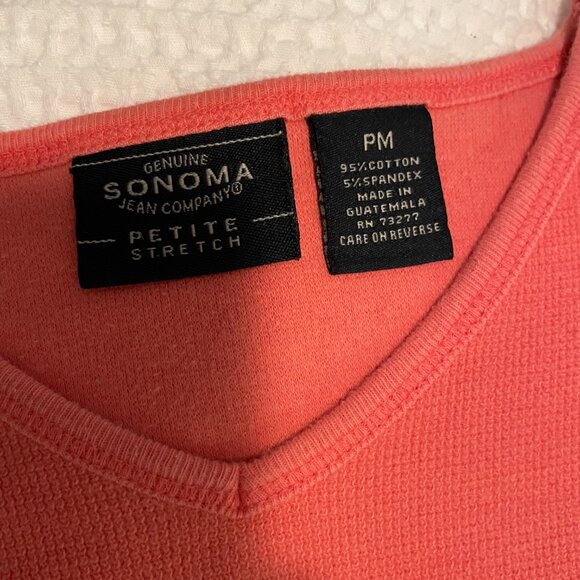 GENUINE
SONOMA
JEAN COMPANY®
PETITE
STRETCH
PM
95% COTTON
5% SPANDEX
MADE IN
GUATEMALA
RN 73277
CARE ON REVERSE